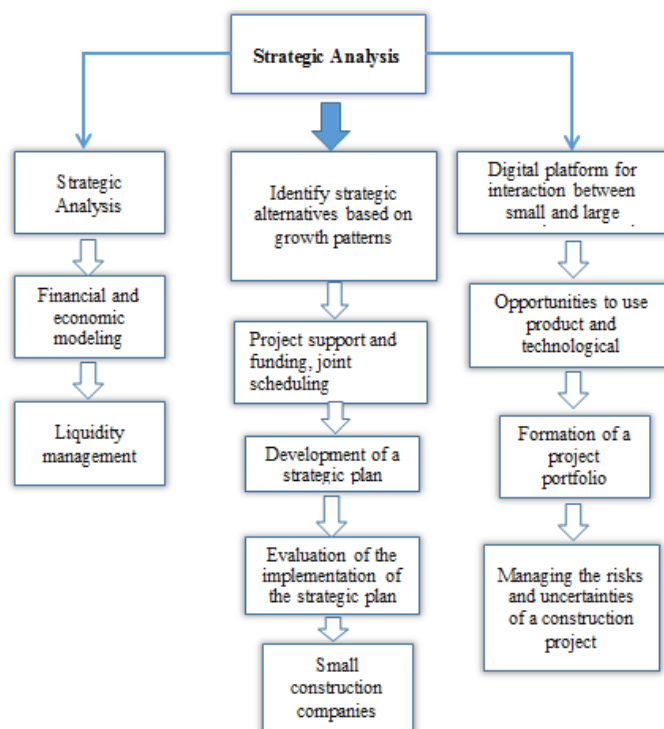 Strategic Analysis
Strategic
Analysis
Financial and
economic
modeling
Liquidity
management
Identify strategic
alternatives based on
growth patterns
Project support and
funding, joint
scheduling
Development of a
strategic plan
Evaluation of the
implementation of
the strategic plan
Small
construction
companies
Digital platform for
interaction between
small and large
Opportunities to use
product and
technological
Formation of a
project
portfolio
Managing the risks
and uncertainties
of a construction
project